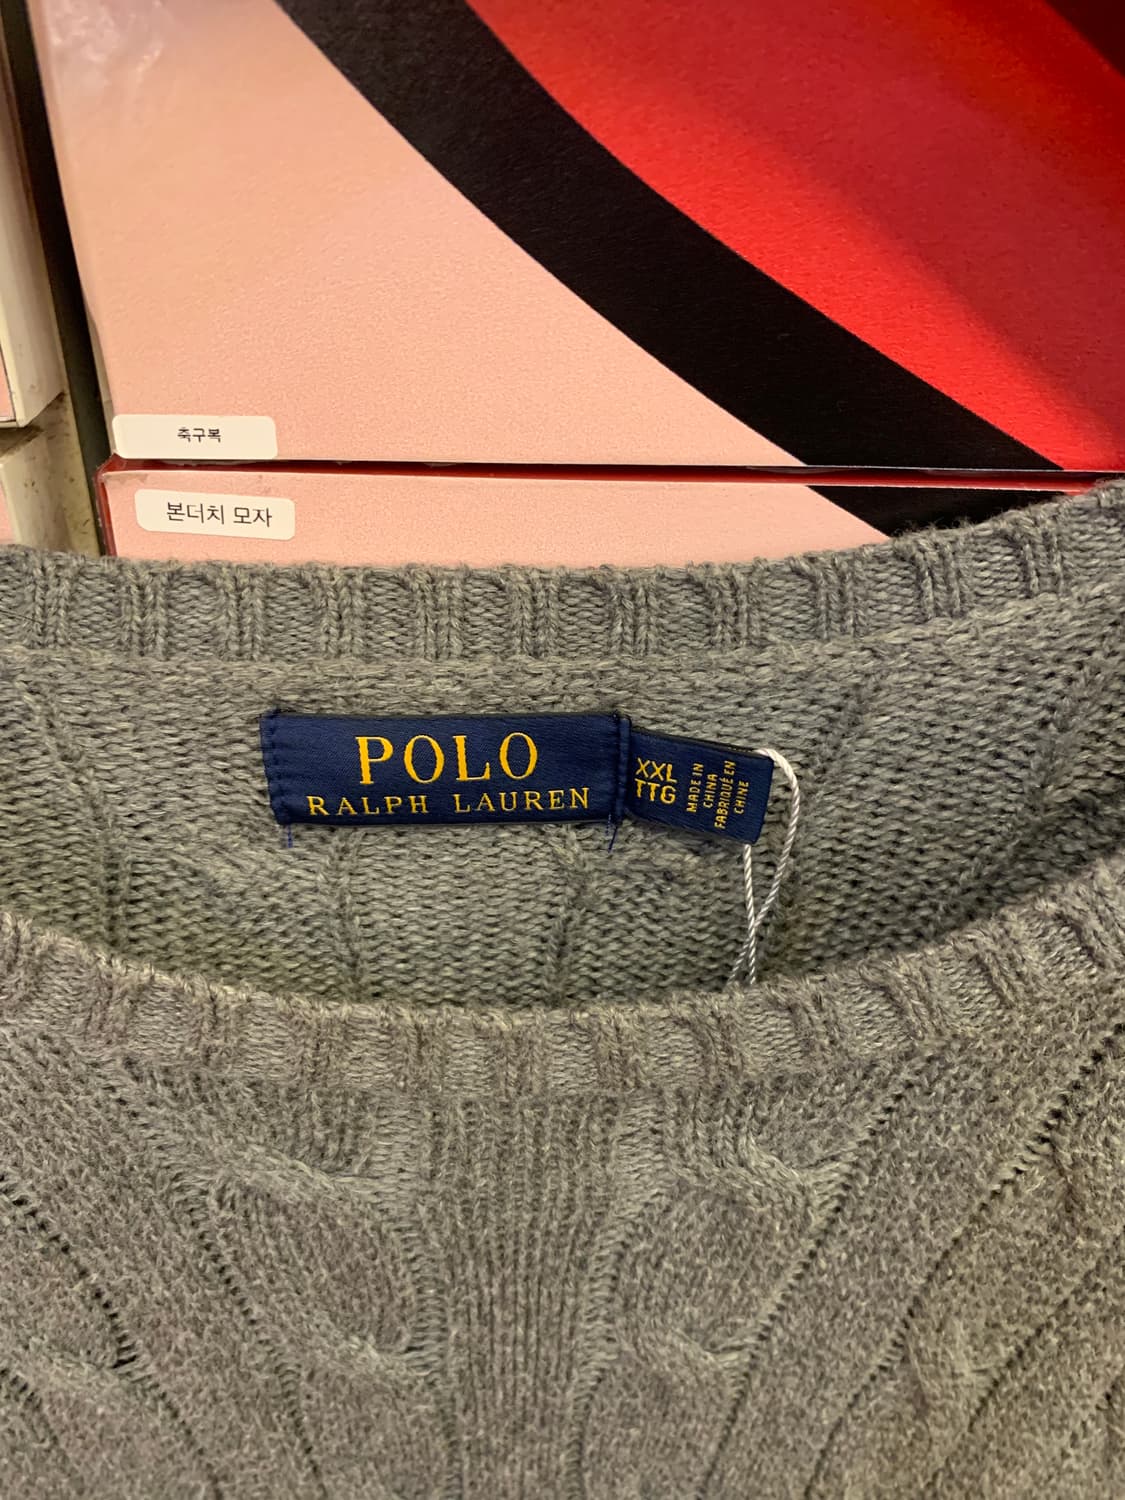 축구복
본더치 모자
POLO
RALPH LAUREN
XXL
TTG
MADE IN
CHINA
FABRIQUÉ EN
CHINE